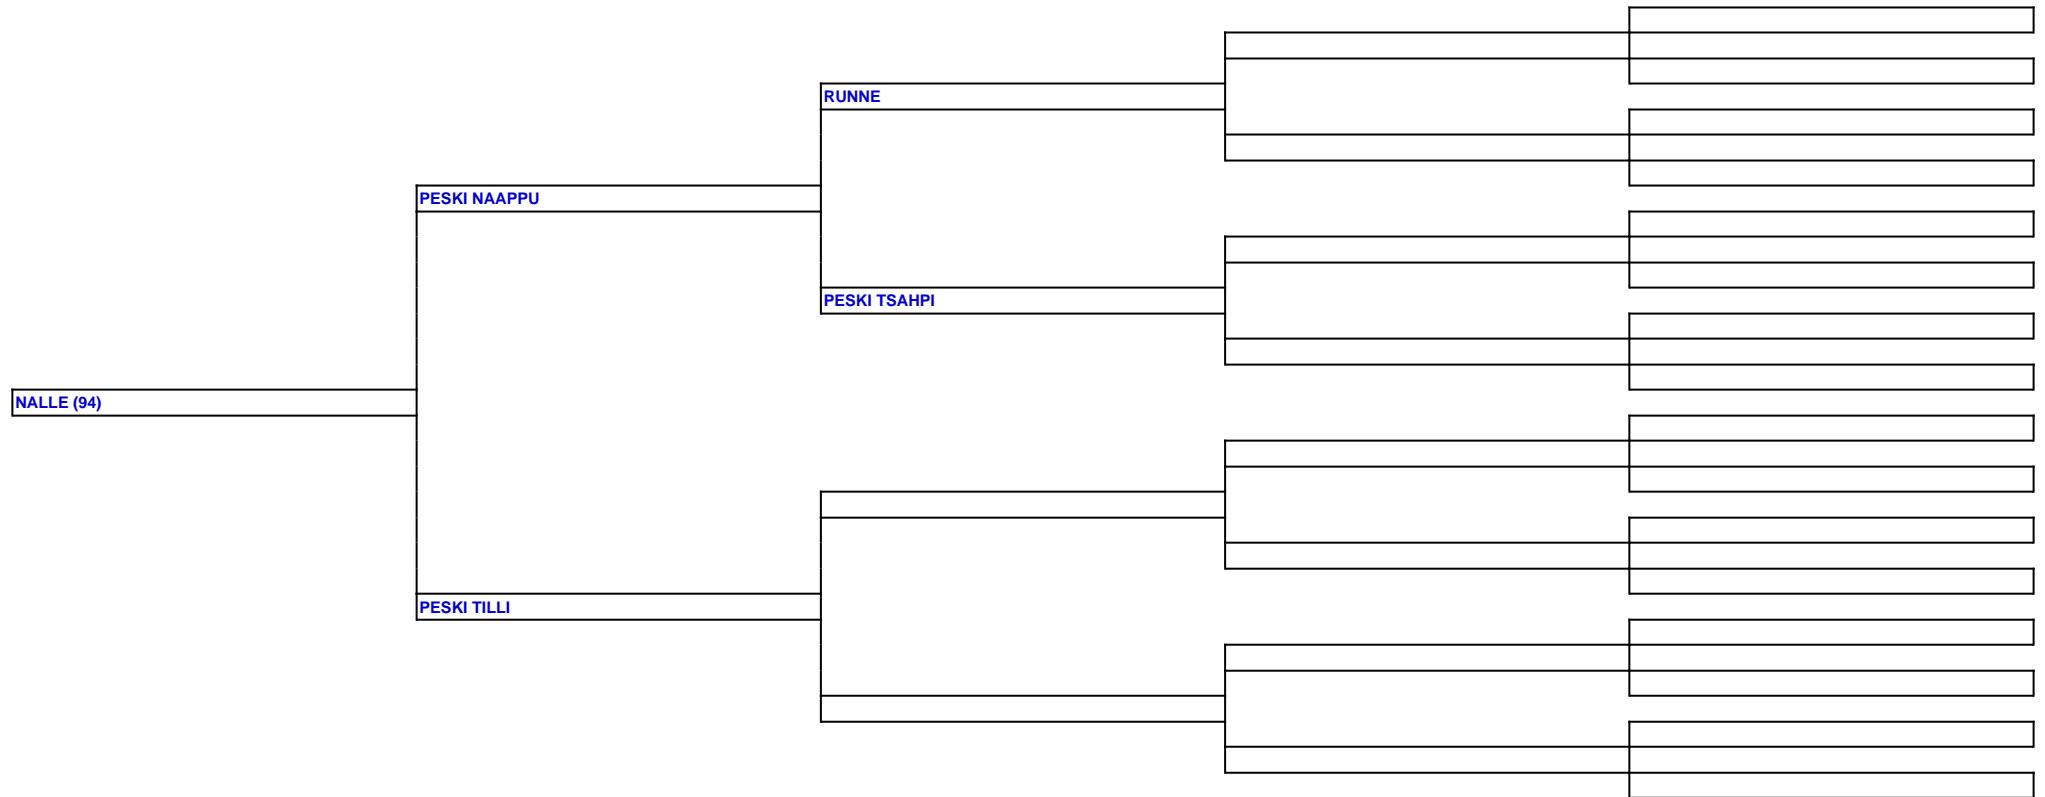 RUNNE
PESKI NAAPPU
PESKI TSAHPI
NALLE (94)
PESKI TILLI